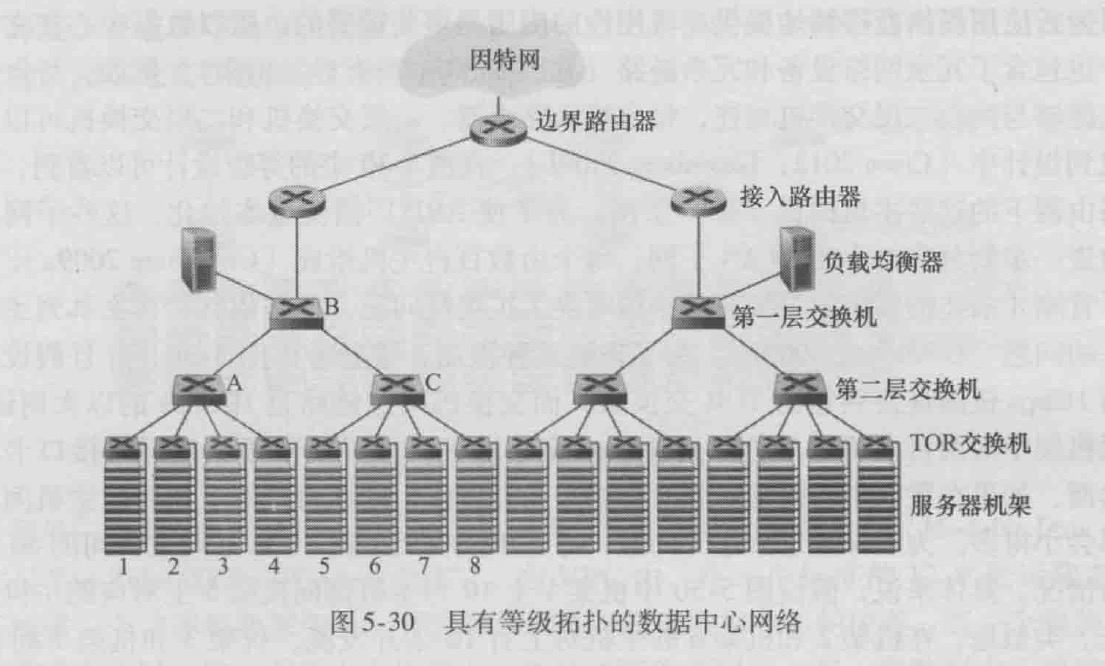 因特网
边界路由器
接入路由器
负载均衡器
B
第一层交换机
A
C
第二层交换机
TOR交换机
服务器机架
1 2 3 4 5 6 7 8
图 5-30 具有等级拓扑的数据中心网络